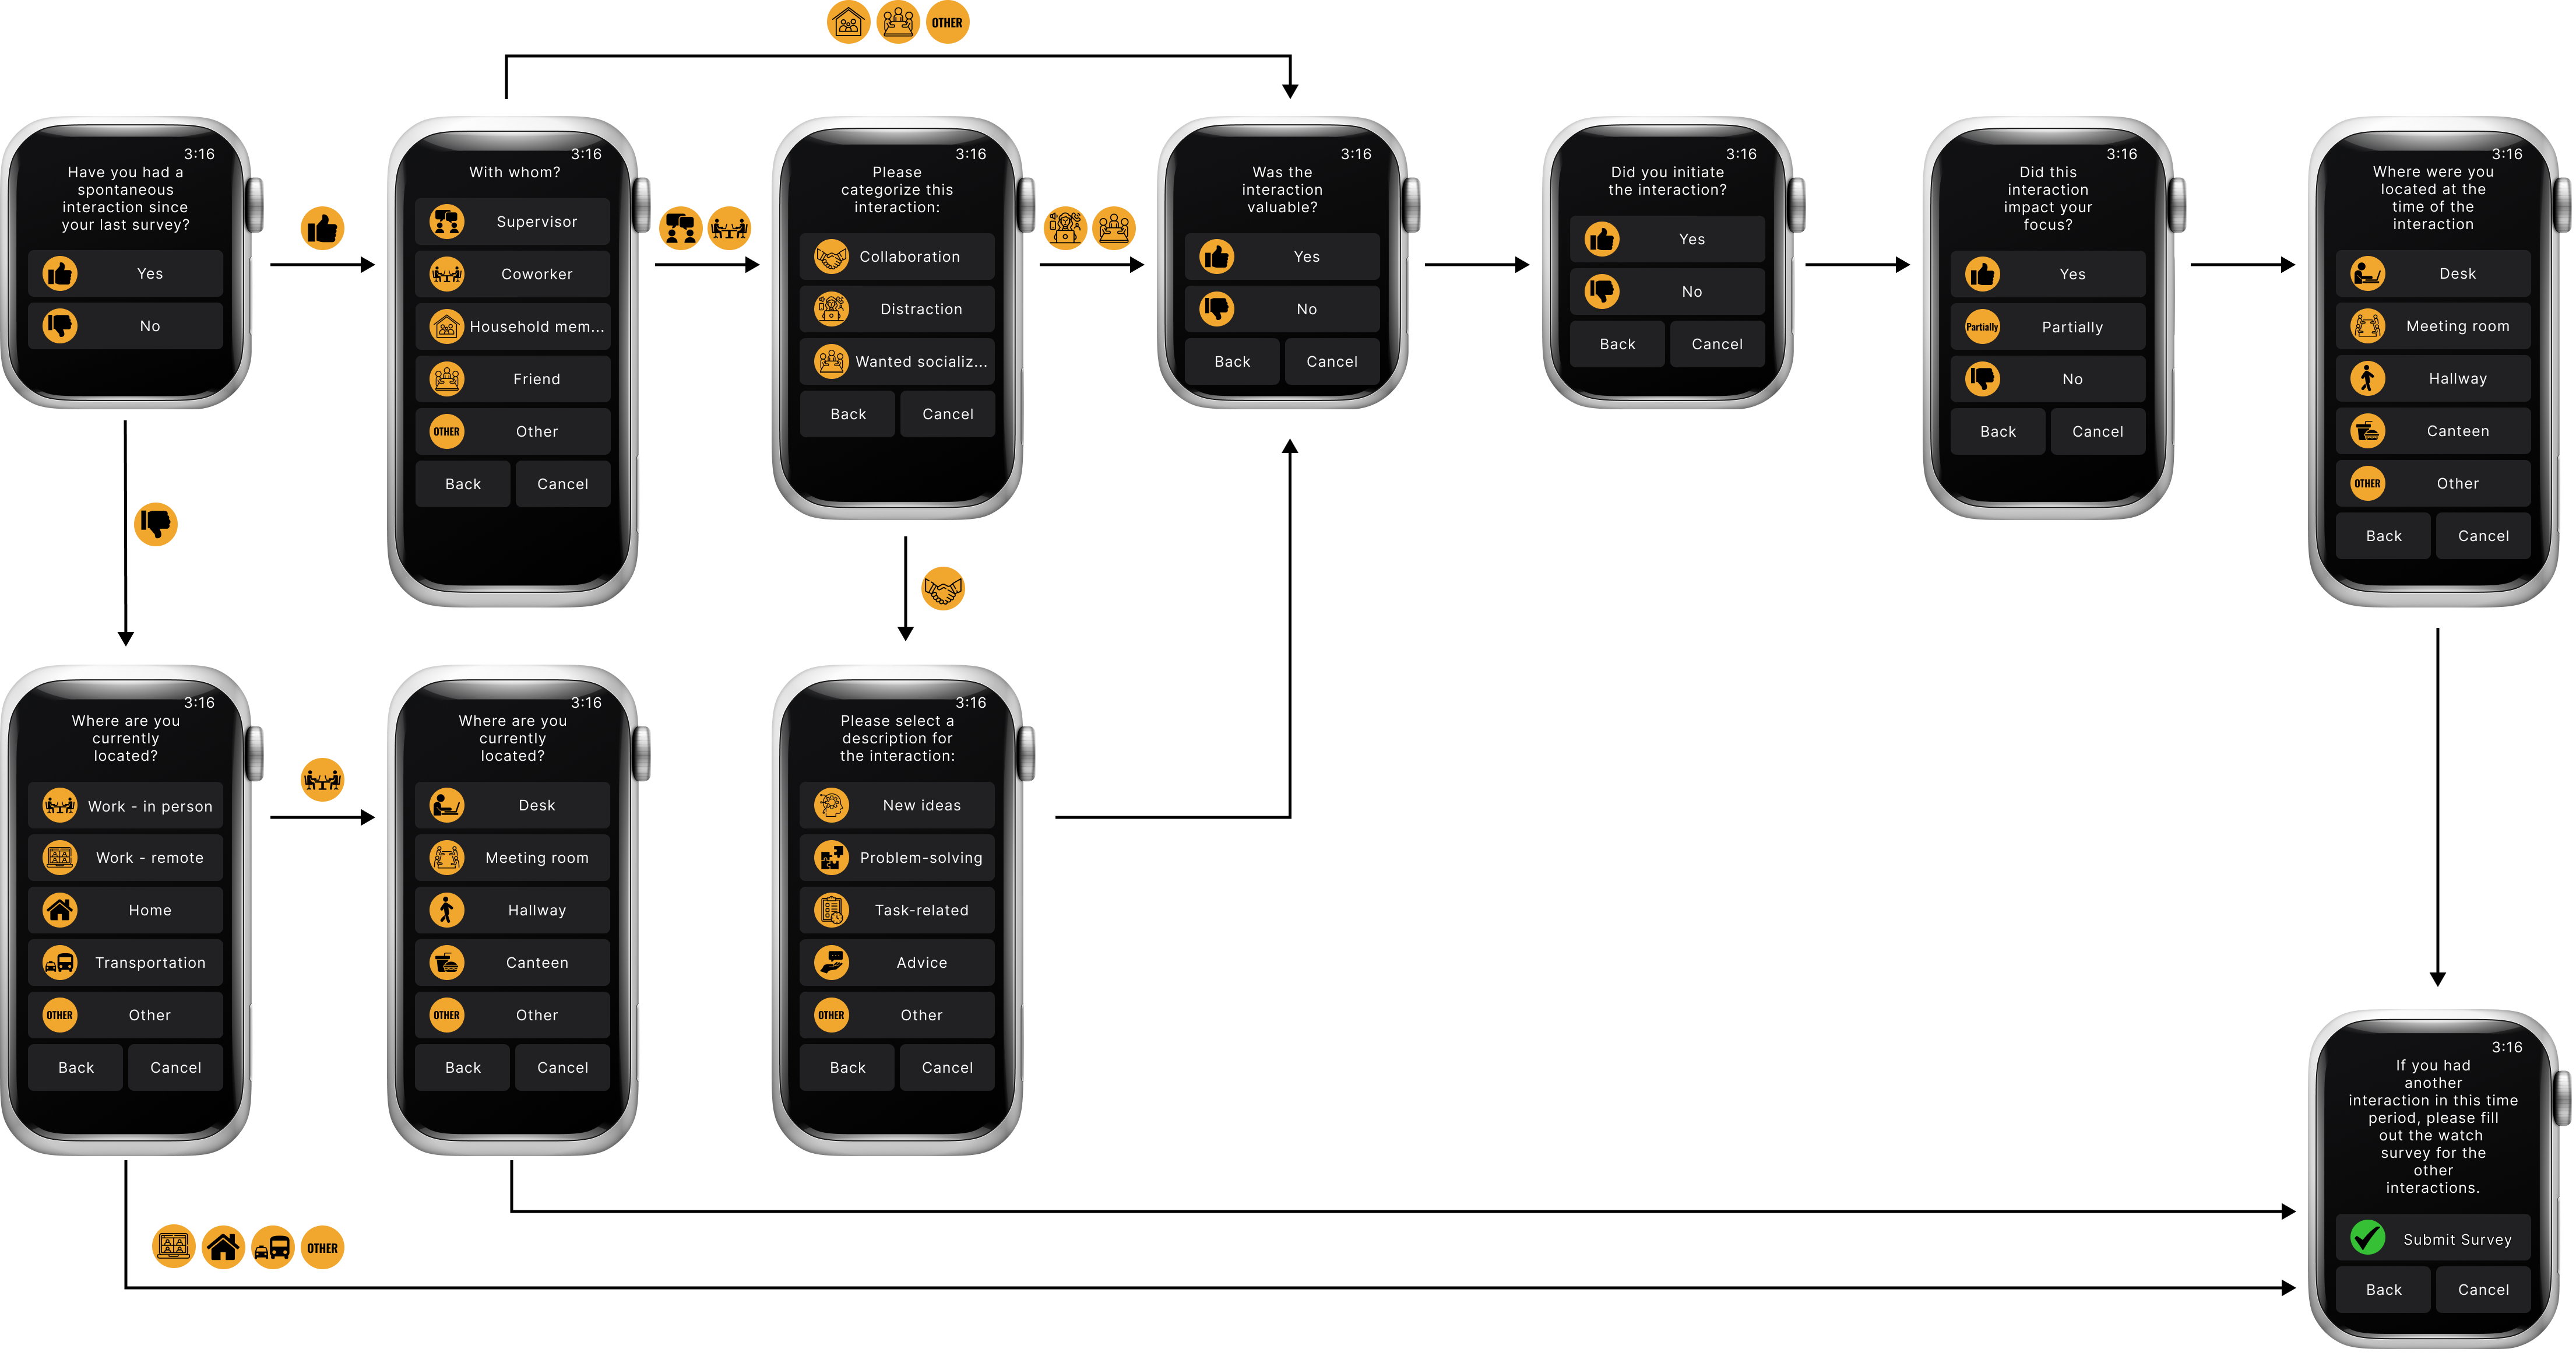 OTHER
3:16
Have you had a
spontaneous
interaction since
your last survey?
Yes
No
3:16
With whom?
Supervisor
Coworker
Household mem...
Friend
OTHER Other
Back Cancel
3:16
Please
categorize this
interaction:
Collaboration
Distraction
Wanted socializ...
Back Cancel
3:16
Was the
interaction
valuable?
Yes
No
Back Cancel
3:16
Did you initiate
the interaction?
Yes
No
Back Cancel
3:16
Did this
interaction
impact your
focus?
Yes
Partially Partially
No
Back Cancel
3:16
Where were you
located at the
time of the
interaction
Desk
Meeting room
Hallway
Canteen
OTHER Other
Back Cancel
3:16
Where are you
currently
located?
Work - in person
Work - remote
Home
Transportation
OTHER Other
Back Cancel
3:16
Where are you
currently
located?
Desk
Meeting room
Hallway
Canteen
OTHER Other
Back Cancel
3:16
Please select a
description for
the interaction:
New ideas
Problem-solving
Task-related
Advice
OTHER Other
Back Cancel
OTHER
3:16
If you had
another
interaction in this time
period, please fill
out the watch
survey for the
other
interactions.
Submit Survey
Back Cancel